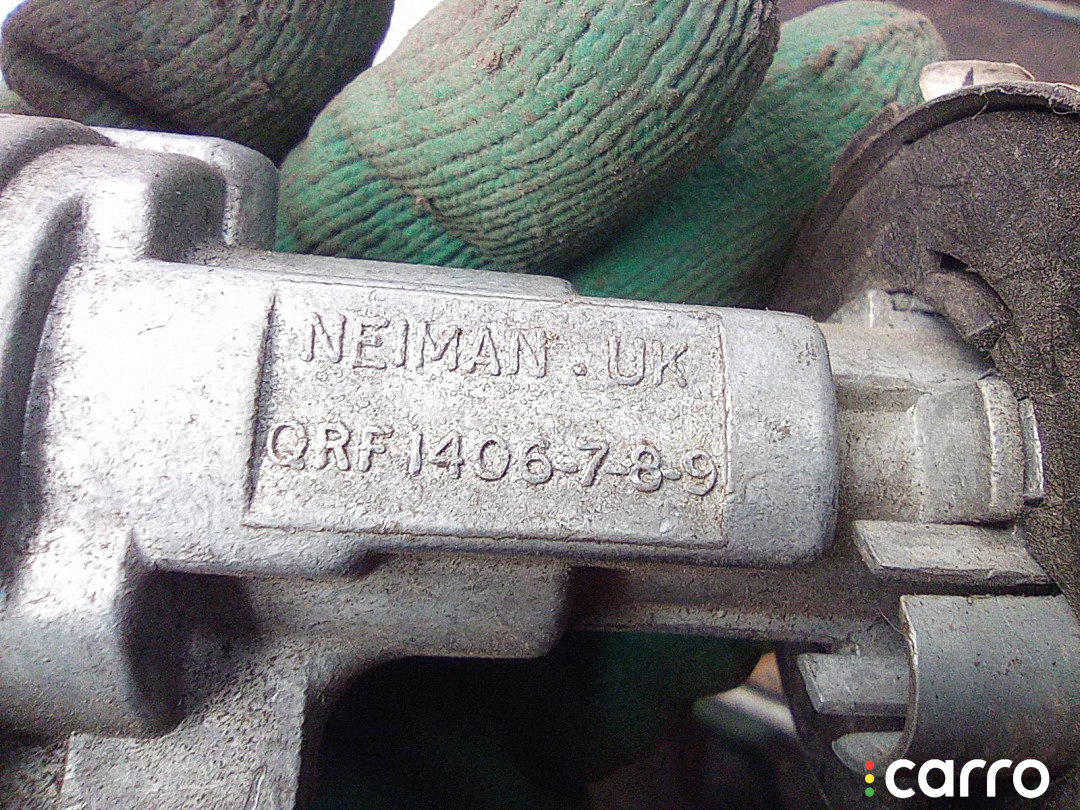 NEIMAN . UK
QRF 1406-7-8-9
carro